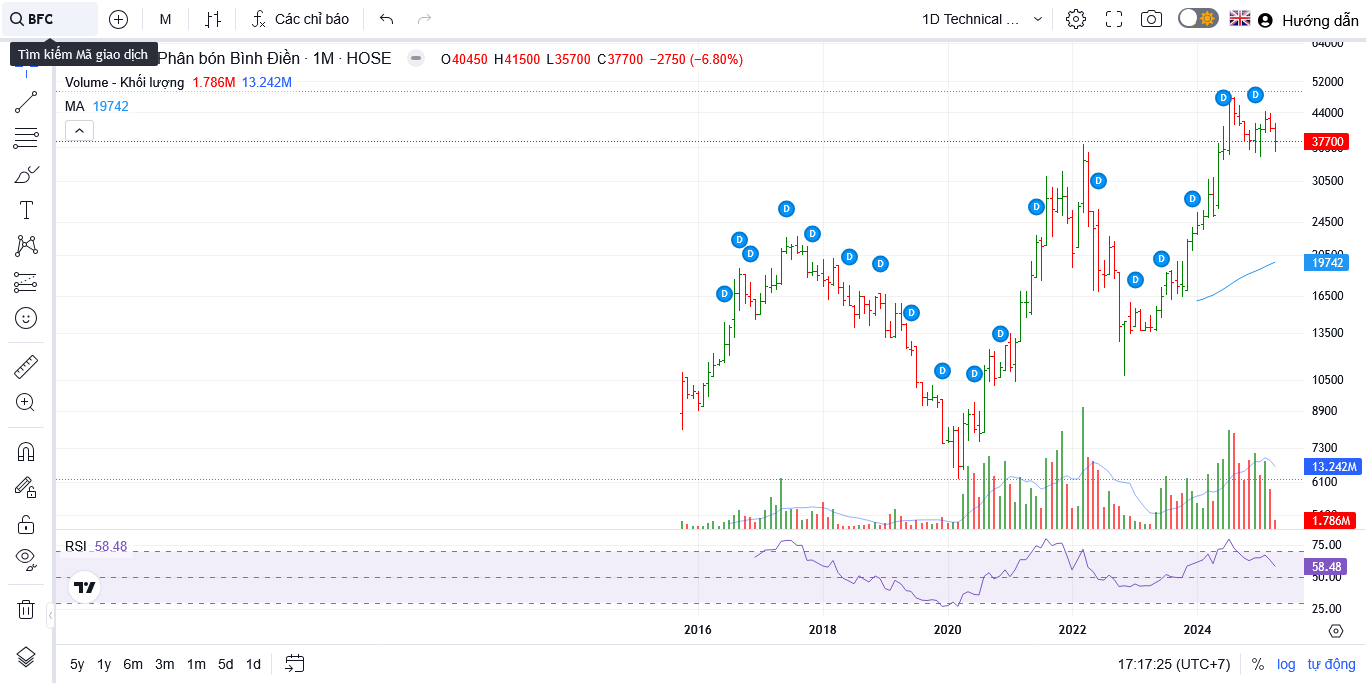 BFC
M
Các chỉ báo
1D Technical ...
Hướng dẫn
Tìm kiếm Mã giao dịch
Phân bón Bình Điền · 1M · HOSE
O40450 H41500 L35700 C37700 −2750 (−6.80%)
Volume - Khối lượng 1.786M 13.242M
MA 19742
64000
52000
44000
37700
30500
24500
20500
19742
16500
13500
10500
8900
7300
13.242M
6100
5100
1.786M
D D D D D D D D D D D D D D D D D D D
RSI 58.48
75.00
58.48
50.00
25.00
2016 2018 2020 2022 2024
5y 1y 6m 3m 1m 5d 1d
17:17:25 (UTC+7) % log tự động